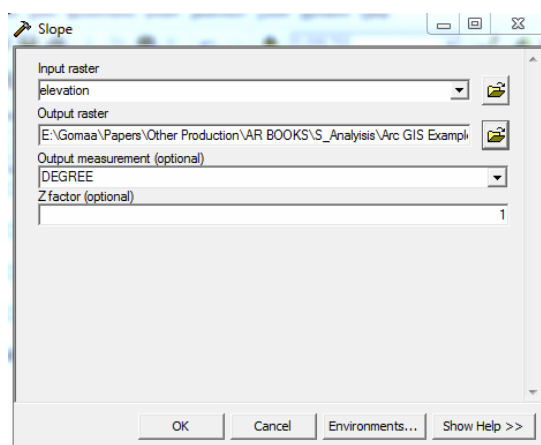 Slope
Input raster
elevation
Output raster
E:\Gomaa\Papers\Other Production\AR BOOKS\S_Analyisis\Arc GIS Exampl
Output measurement (optional)
DEGREE
Z factor (optional)
1
OK
Cancel
Environments...
Show Help >>